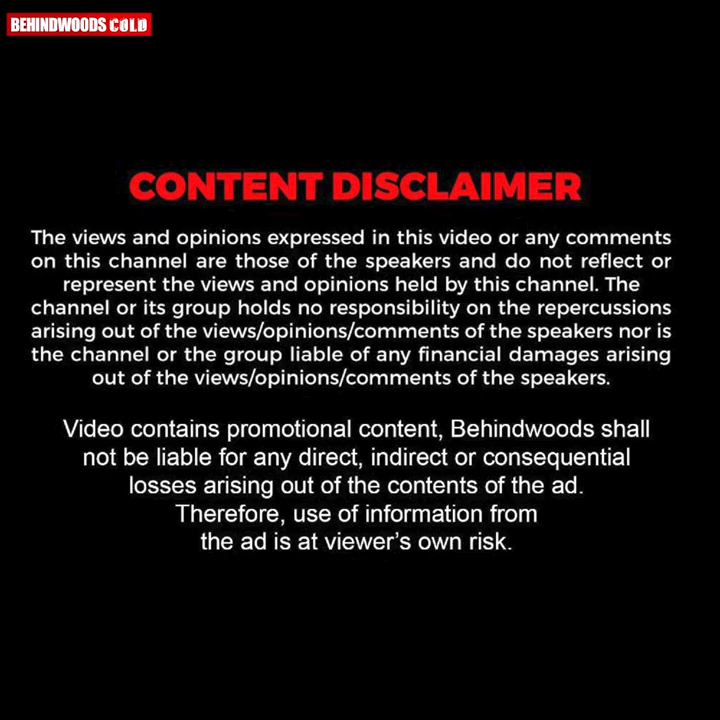 BEHINDWOODS COLD
CONTENT DISCLAIMER
The views and opinions expressed in this video or any comments
on this channel are those of the speakers and do not reflect or
represent the views and opinions held by this channel. The
channel or its group holds no responsibility on the repercussions
arising out of the views/opinions/comments of the speakers nor is
the channel or the group liable of any financial damages arising
out of the views/opinions/comments of the speakers.
Video contains promotional content, Behindwoods shall
not be liable for any direct, indirect or consequential
losses arising out of the contents of the ad.
Therefore, use of information from
the ad is at viewer's own risk.